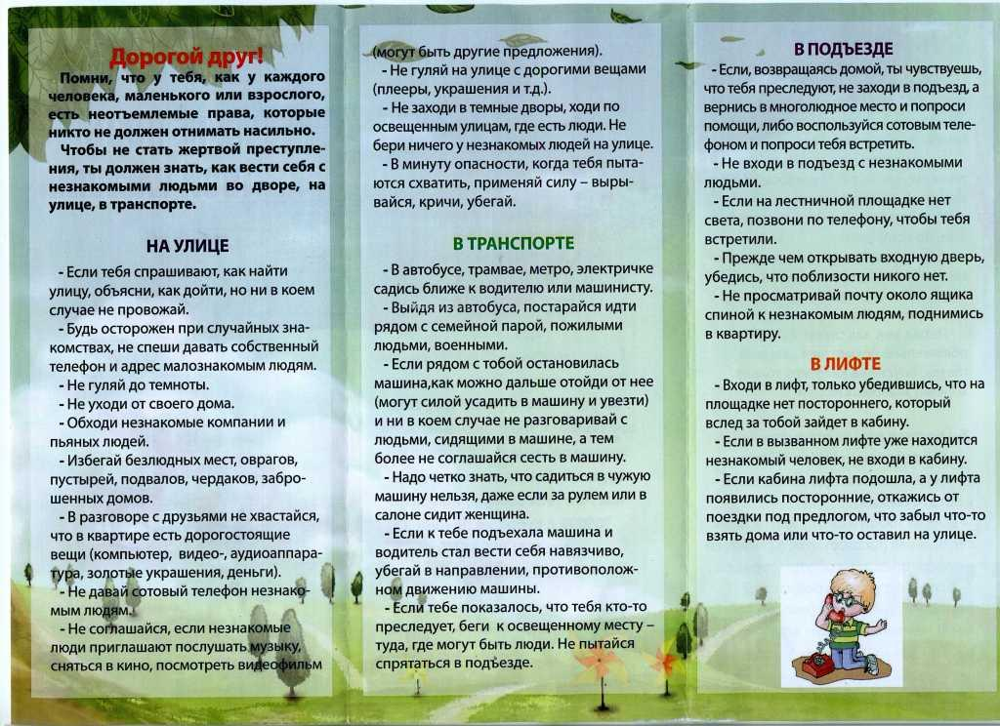 Дорогой друг!
Помни, что у тебя, как у каждого
человека, маленького или взрослого,
есть неотъемлемые права, которые
никто не должен отнимать насильно.
Чтобы не стать жертвой преступле-
ния, ты должен знать, как вести себя с
незнакомыми людьми во дворе, на
улице, в транспорте.
НА УЛИЦЕ
- Если тебя спрашивают, как найти
улицу, объясни, как дойти, но ни в коем
случае не провожай.
- Будь осторожен при случайных зна-
комствах, не спеши давать собственный
телефон и адрес малознакомым людям.
- Не гуляй до темноты.
- Не уходи от своего дома.
- Обходи незнакомые компании и
пьяных людей.
- Избегай безлюдных мест, оврагов,
пустырей, подвалов, чердаков, забро-
шенных домов.
- В разговоре с друзьями не хвастайся,
что в квартире есть дорогостоящие
вещи (компьютер, видео-, аудиоаппара-
тура, золотые украшения, деньги).
- Не давай сотовый телефон незнако-
мым людям.
- Не соглашайся, если незнакомые
люди приглашают послушать музыку,
сняться в кино, посмотреть видеофильм
(могут быть другие предложения).
- Не гуляй на улице с дорогими вещами
(плееры, украшения и т.д.).
- Не заходи в темные дворы, ходи по
освещенным улицам, где есть люди. Не
бери ничего у незнакомых людей на улице.
- В минуту опасности, когда тебя пыта-
ются схватить, применяй силу – выры-
вайся, кричи, убегай.
В ТРАНСПОРТЕ
- В автобусе, трамвае, метро, электричке
садись ближе к водителю или машинисту.
- Выйдя из автобуса, постарайся идти
рядом с семейной парой, пожилыми
людьми, военными.
- Если рядом с тобой остановилась
машина,как можно дальше отойди от нее
(могут силой усадить в машину и увезти)
и ни в коем случае не разговаривай с
людьми, сидящими в машине, а тем
более не соглашайся сесть в машину.
- Надо четко знать, что садиться в чужую
машину нельзя, даже если за рулем или в
салоне сидит женщина.
- Если к тебе подъехала машина и
водитель стал вести себя навязчиво,
убегай в направлении, противополож-
ном движению машины.
- Если тебе показалось, что тебя кто-то
преследует, беги к освещенному месту –
туда, где могут быть люди. Не пытайся
спрятаться в подъезде.
В ПОДЪЕЗДЕ
- Если, возвращаясь домой, ты чувствуешь,
что тебя преследуют, не заходи в подъезд, а
вернись в многолюдное место и попроси
помощи, либо воспользуйся сотовым теле-
фоном и попроси тебя встретить.
- Не входи в подъезд с незнакомыми
людьми.
- Если на лестничной площадке нет
света, позвони по телефону, чтобы тебя
встретили.
- Прежде чем открывать входную дверь,
убедись, что поблизости никого нет.
- Не просматривай почту около ящика
спиной к незнакомым людям, поднимись
в квартиру.
В ЛИФТЕ
- Входи в лифт, только убедившись, что на
площадке нет постороннего, который
вслед за тобой зайдет в кабину.
- Если в вызванном лифте уже находится
незнакомый человек, не входи в кабину.
- Если кабина лифта подошла, а у лифта
появились посторонние, откажись от
поездки под предлогом, что забыл что-то
взять дома или что-то оставил на улице.